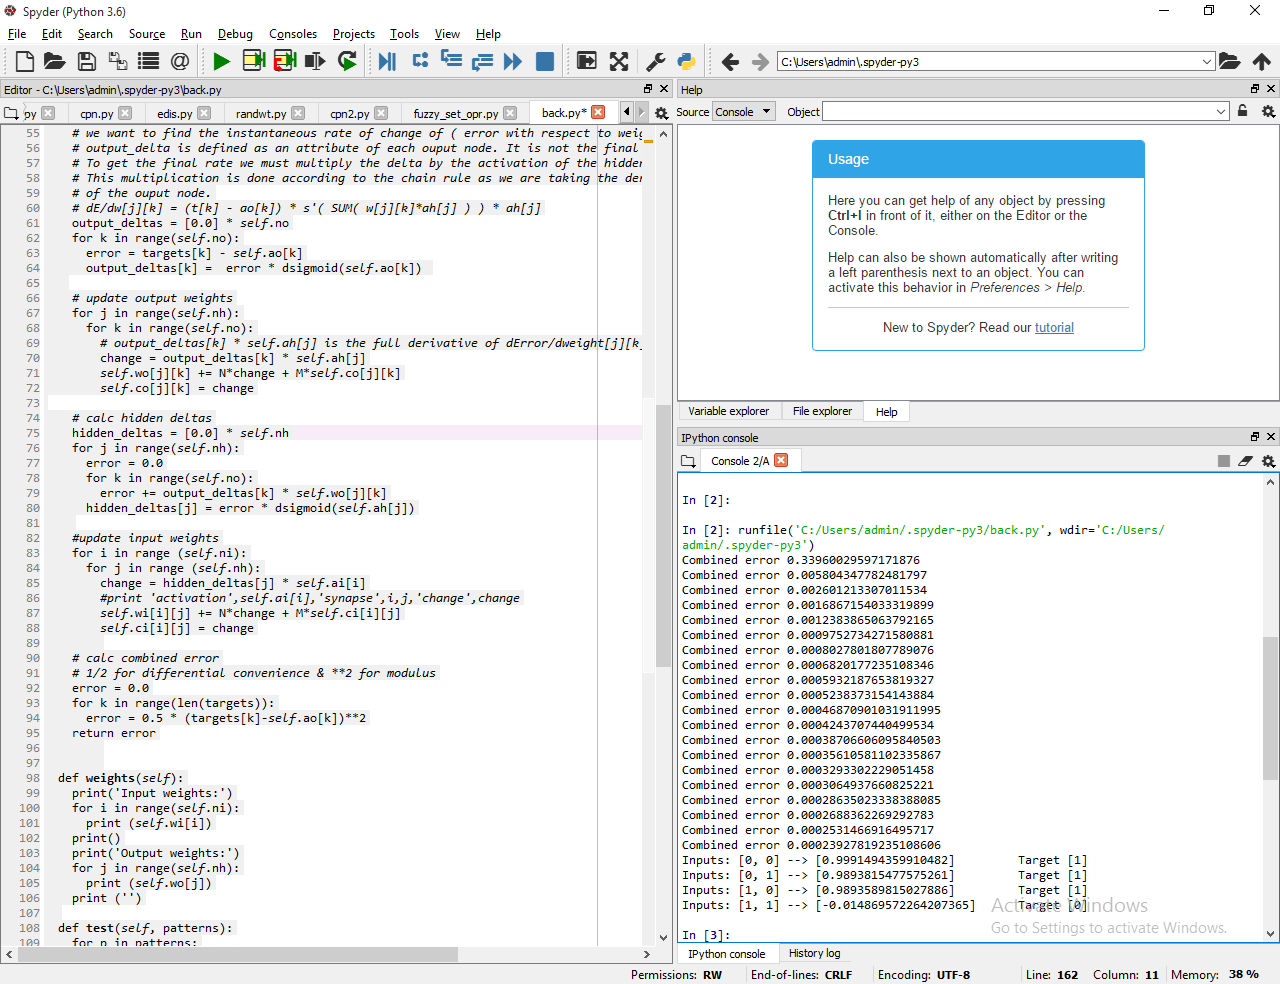 Spyder (Python 3.6)
File Edit Search Source Run Debug Consoles Projects Tools View Help
C:\Users\admin\.spyder-py3
Editor - C:\Users\admin\.spyder-py3\back.py
py cpn.py edis.py randwt.py cpn2.py fuzzy_set_opr.py back.py*
55 # we want to find the instantaneous rate of change of ( error with respect to weig
56 # output_delta is defined as an attribute of each ouput node. It is not the final
57 # To get the final rate we must multiply the delta by the activation of the hidden
58 # This multiplication is done according to the chain rule as we are taking the der
59 # of the ouput node.
60 # dE/dw[j][k] = (t[k] - ao[k]) * s'( SUM( w[j][k]*ah[j] ) ) * ah[j]
61 output_deltas = [0.0] * self.no
62 for k in range(self.no):
63 error = targets[k] - self.ao[k]
64 output_deltas[k] =  error * dsigmoid(self.ao[k])
65
66 # update output weights
67 for j in range(self.nh):
68 for k in range(self.no):
69 # output_deltas[k] * self.ah[j] is the full derivative of dError/dweight[j][k]
70 change = output_deltas[k] * self.ah[j]
71 self.wo[j][k] += N*change + M*self.co[j][k]
72 self.co[j][k] = change
73
74 # calc hidden deltas
75 hidden_deltas = [0.0] * self.nh
76 for j in range(self.nh):
77 error = 0.0
78 for k in range(self.no):
79 error += output_deltas[k] * self.wo[j][k]
80 hidden_deltas[j] = error * dsigmoid(self.ah[j])
81
82 #update input weights
83 for i in range (self.ni):
84 for j in range (self.nh):
85 change = hidden_deltas[j] * self.ai[i]
86 #print 'activation',self.ai[i],'synapse',i,j,'change',change
87 self.wi[i][j] += N*change + M*self.ci[i][j]
88 self.ci[i][j] = change
89
90 # calc combined error
91 # 1/2 for differential convenience & **2 for modulus
92 error = 0.0
93 for k in range(len(targets)):
94 error = 0.5 * (targets[k]-self.ao[k])**2
95 return error
96
97
98 def weights(self):
99 print('Input weights:')
100 for i in range(self.ni):
101 print (self.wi[i])
102 print()
103 print('Output weights:')
104 for j in range(self.nh):
105 print (self.wo[j])
106 print ('')
107
108 def test(self, patterns):
109 for p in patterns:
Help
Source Console Object
Usage
Here you can get help of any object by pressing
Ctrl+I in front of it, either on the Editor or the
Console.
Help can also be shown automatically after writing
a left parenthesis next to an object. You can
activate this behavior in Preferences > Help.
New to Spyder? Read our tutorial
Variable explorer File explorer Help
IPython console
Console 2/A
In [2]:
In [2]: runfile('C:/Users/admin/.spyder-py3/back.py', wdir='C:/Users/
admin/.spyder-py3')
Combined error 0.33960029597171876
Combined error 0.005804347782481797
Combined error 0.002601213307011534
Combined error 0.0016867154033319899
Combined error 0.0012383865063792165
Combined error 0.0009752734271580881
Combined error 0.0008027801807789076
Combined error 0.0006820177235108346
Combined error 0.0005932187653819327
Combined error 0.0005238373154143884
Combined error 0.00046870901031911995
Combined error 0.0004243707440499534
Combined error 0.00038706606095840503
Combined error 0.00035610581102335867
Combined error 0.0003293302229051458
Combined error 0.0003064937660825221
Combined error 0.00028635023338388085
Combined error 0.0002688362269292783
Combined error 0.0002531466916495717
Combined error 0.00023927819235108606
Inputs: [0, 0] --> [0.9991494359910482] Target [1]
Inputs: [0, 1] --> [0.9893815477575261] Target [1]
Inputs: [1, 0] --> [0.9893589815027886] Target [1]
Inputs: [1, 1] --> [-0.014869572264207365] Target [0]
Activate Windows
Go to Settings to activate Windows.
In [3]:
IPython console History log
Permissions: RW End-of-lines: CRLF Encoding: UTF-8 Line: 162 Column: 11 Memory: 38 %